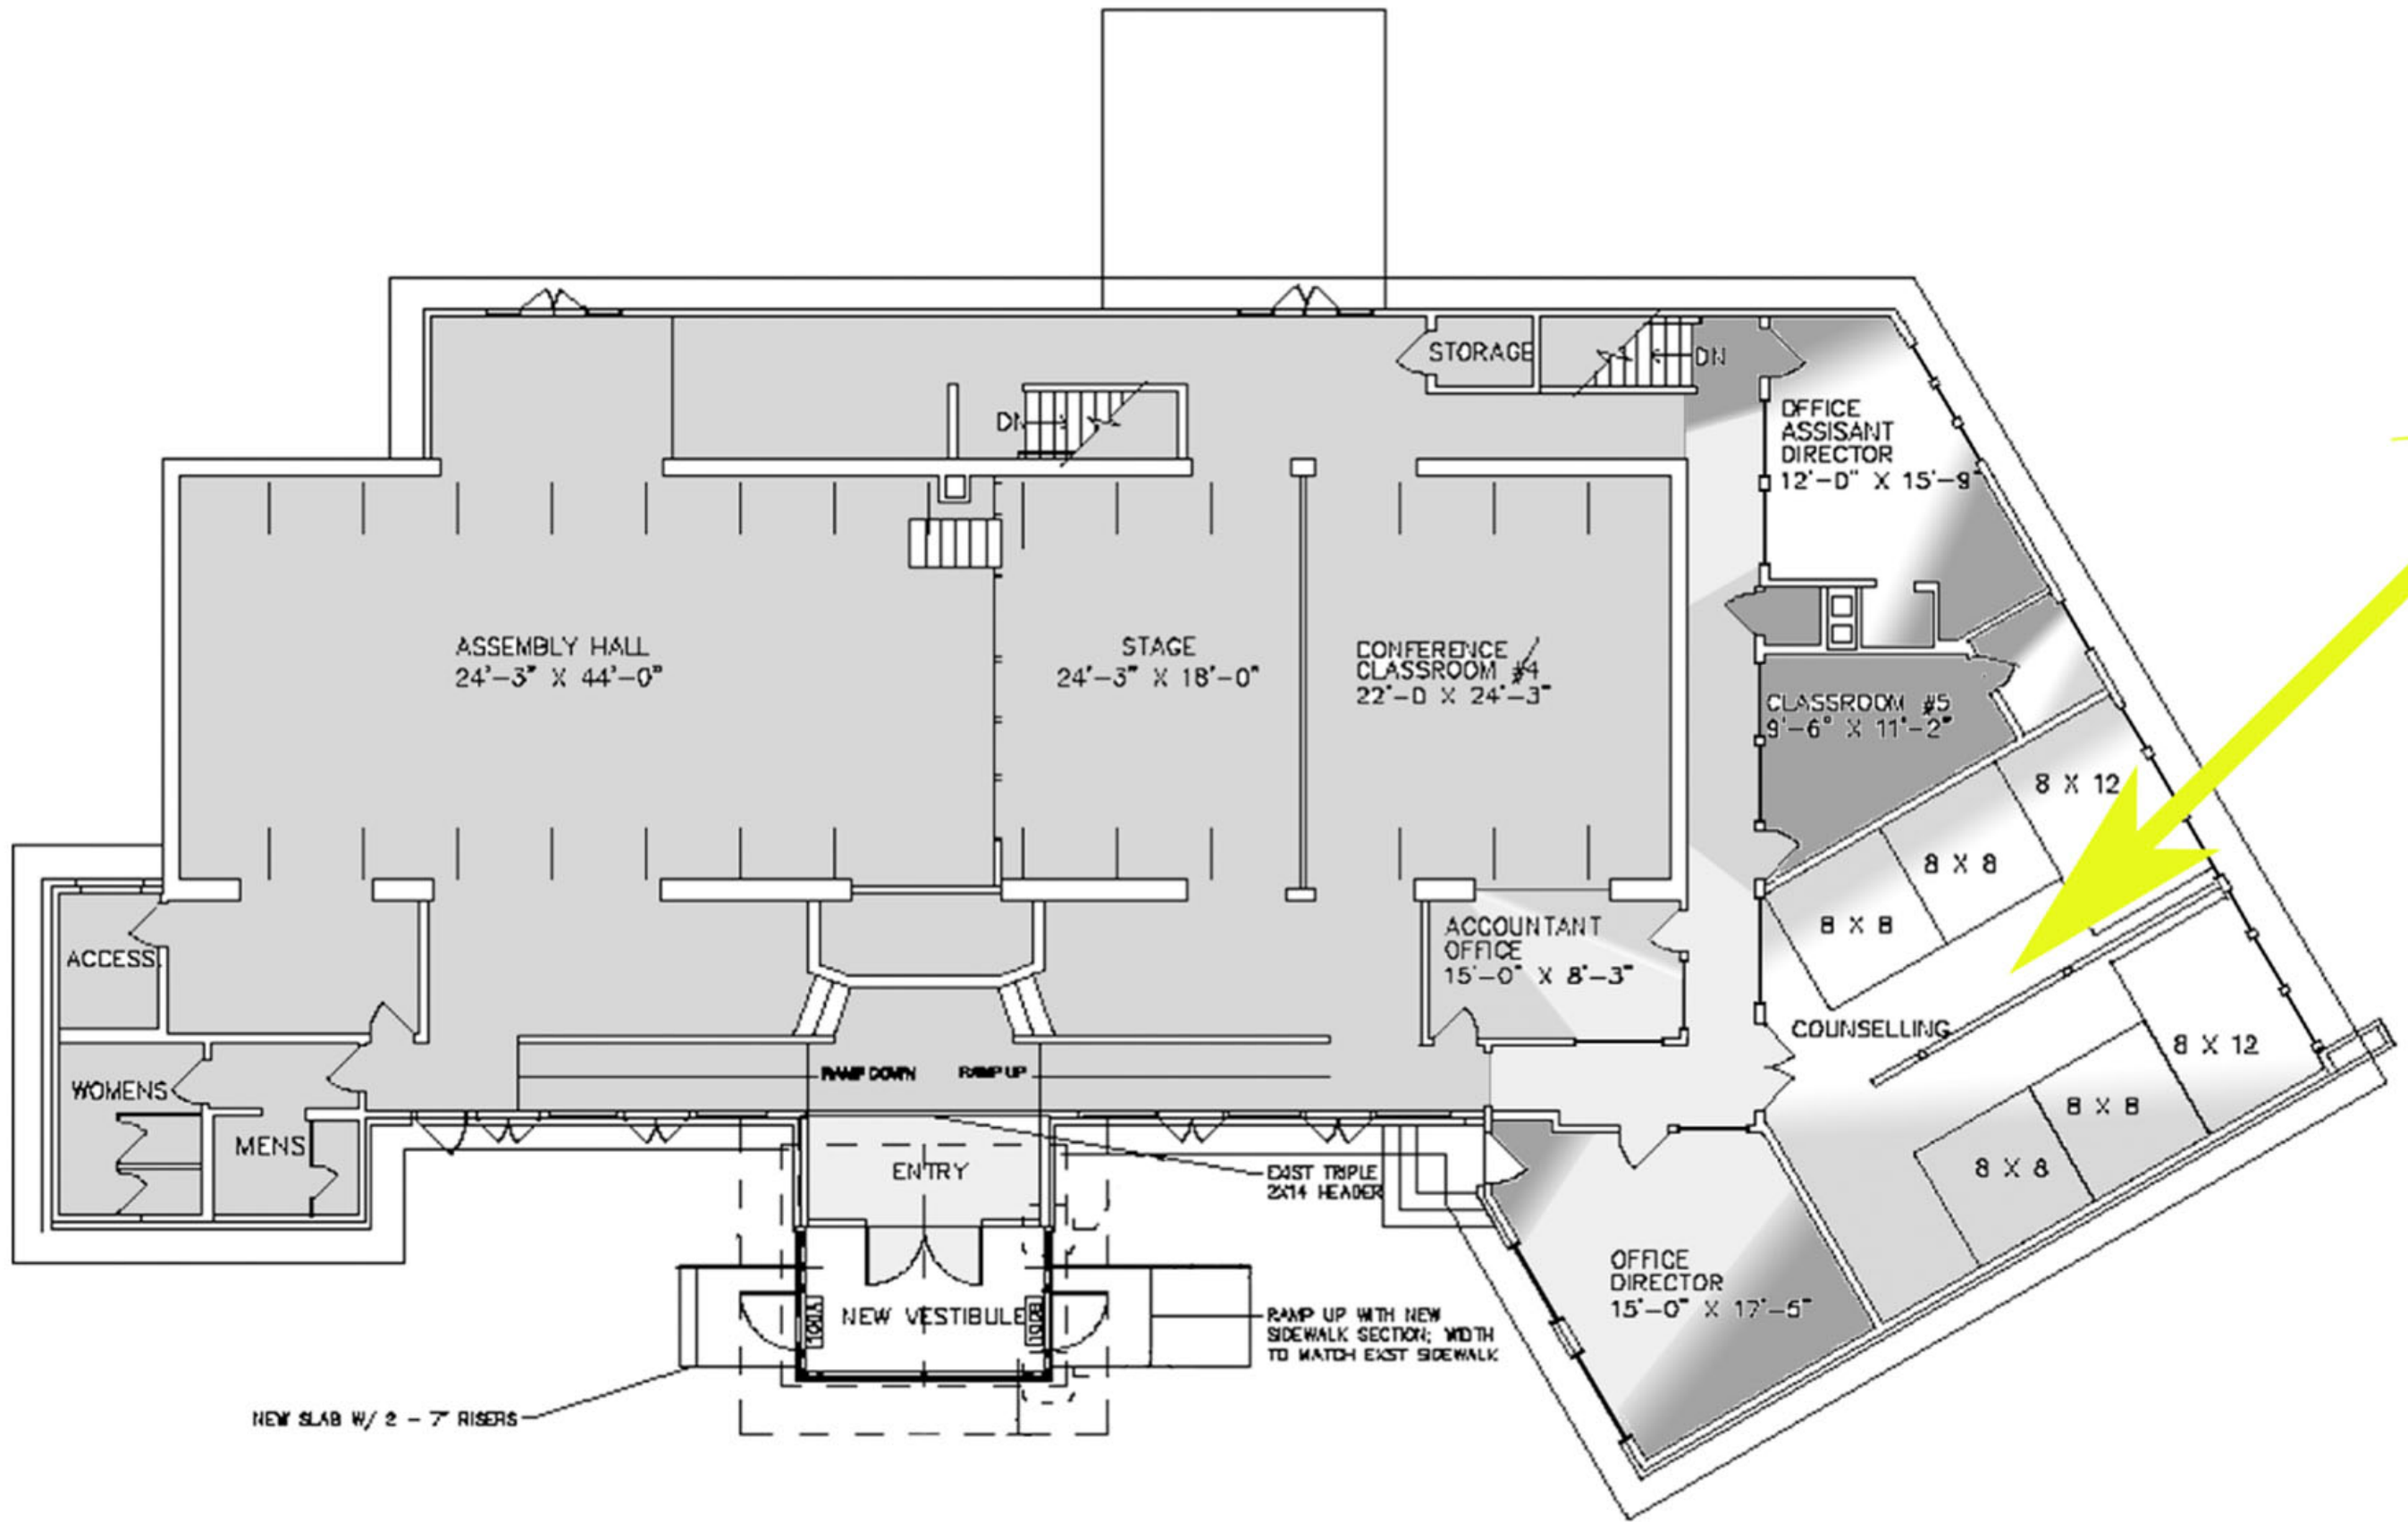 STORAGE
DN
DN
OFFICE
ASSISANT
DIRECTOR
12'-0" X 15'-9"
ASSEMBLY HALL
24'-3" X 44'-0"
STAGE
24'-3" X 18'-0"
CONFERENCE /
CLASSROOM #4
22'-0 X 24'-3"
CLASSROOM #5
9'-6" X 11'-2"
8 X 12
8 X 8
8 X 8
ACCOUNTANT
OFFICE
15'-0" X 8'-3"
ACCESS
COUNSELLING
8 X 12
8 X 8
8 X 8
WOMENS
MENS
RAMP DOWN
RAMP UP
ENTRY
EXIST TRIPLE
2X14 HEADER
OFFICE
DIRECTOR
15'-0" X 17'-5"
100A
NEW VESTIBULE
100B
RAMP UP WITH NEW
SIDEWALK SECTION; WIDTH
TO MATCH EXIST SIDEWALK
NEW SLAB W/ 2 - 7" RISERS